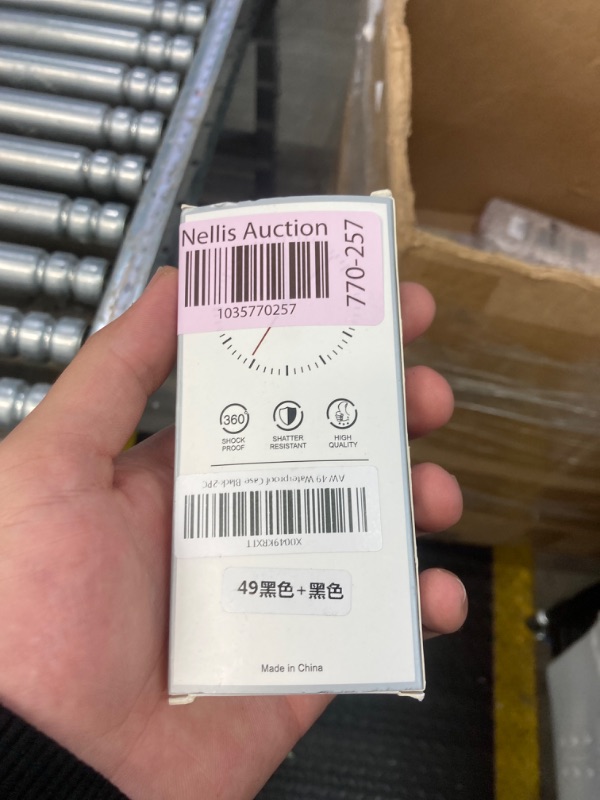 Nellis Auction
1035770257
770-257
360°
SHOCK
PROOF
SHATTER
RESISTANT
HIGH
QUALITY
AW 49 Waterproof Case Black-2PC
49黑色+黑色
Made in China